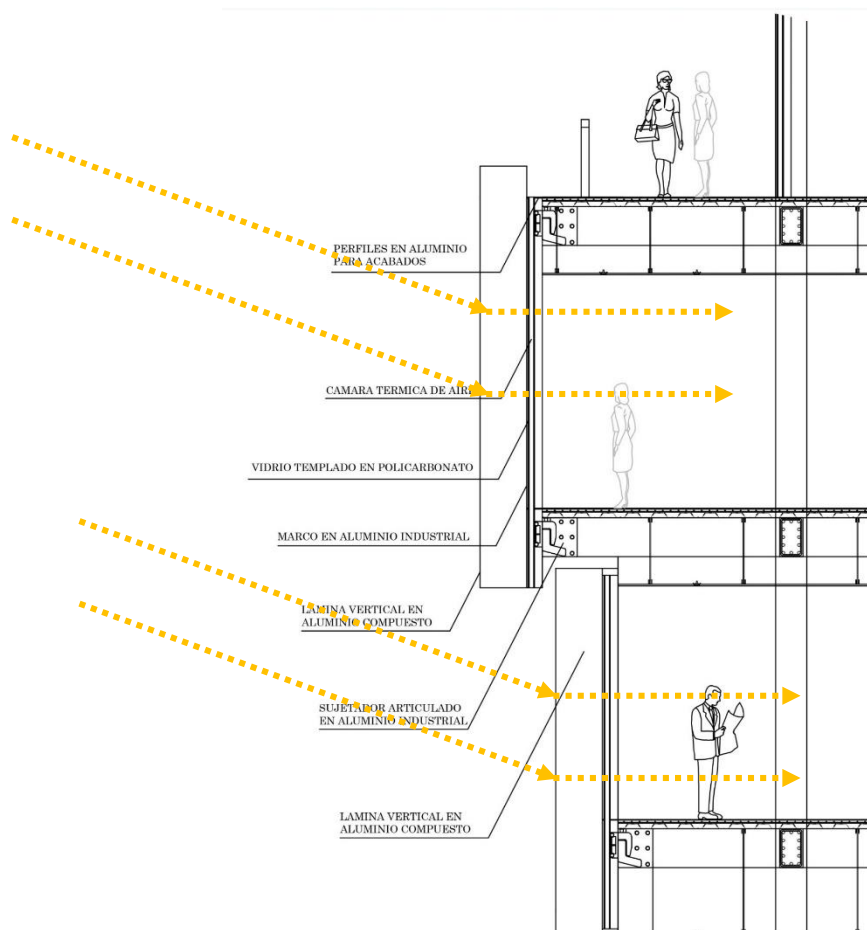 PERFILES EN ALUMINIO
PARA ACABADOS
CAMARA TERMICA DE AIRE
VIDRIO TEMPLADO EN POLICARBONATO
MARCO EN ALUMINIO INDUSTRIAL
LAMINA VERTICAL EN
ALUMINIO COMPUESTO
SUJETADOR ARTICULADO
EN ALUMINIO INDUSTRIAL
LAMINA VERTICAL EN
ALUMINIO COMPUESTO